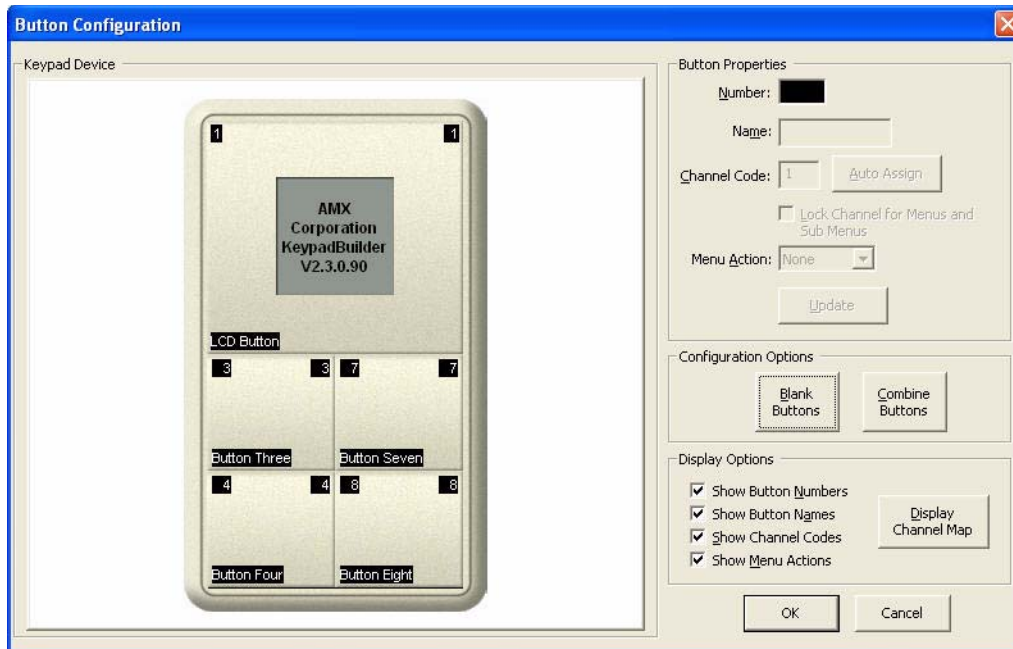 Button Configuration
Keypad Device
1 1
AMX
Corporation
KeypadBuilder
V2.3.0.90
LCD Button
3 3 7 7
Button Three Button Seven
4 4 8 8
Button Four Button Eight
Button Properties
Number:
Name:
Channel Code: 1 Auto Assign
Lock Channel for Menus and
Sub Menus
Menu Action: None
Update
Configuration Options
Blank
Buttons
Combine
Buttons
Display Options
Show Button Numbers
Show Button Names
Show Channel Codes
Show Menu Actions
Display
Channel Map
OK Cancel